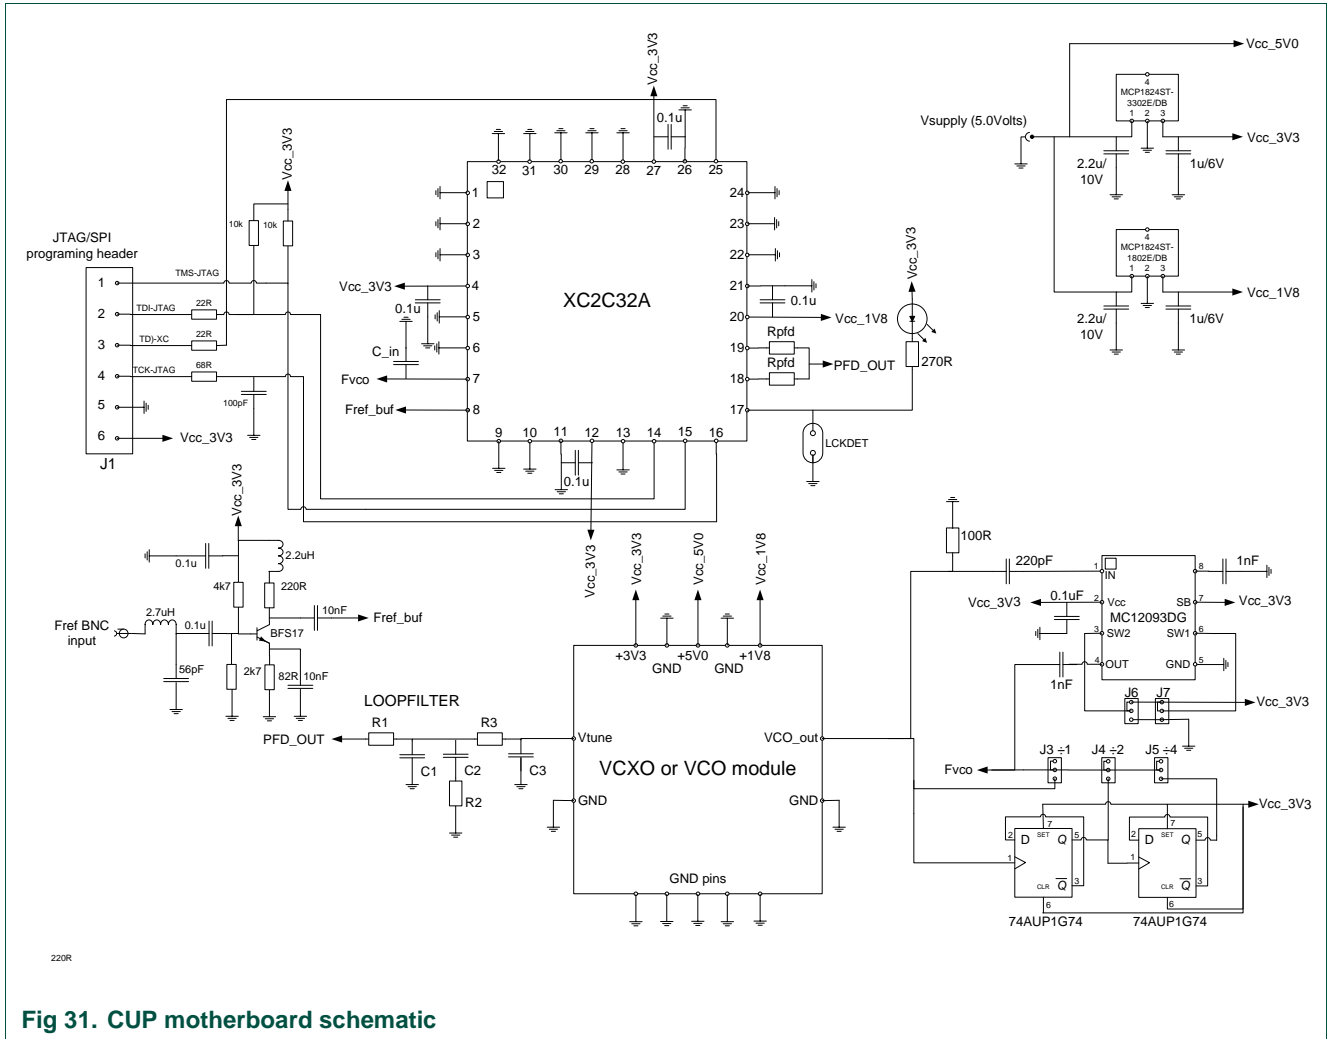 Vcc_5V0
4
MCP1824ST-
3302E/DB
1 2 3
Vsupply (5.0Volts)
Vcc_3V3
2.2u/
10V
1u/6V
4
MCP1824ST-
1802E/DB
1 2 3
Vcc_1V8
2.2u/
10V
1u/6V
Vcc_3V3
0.1u
32 31 30 29 28 27 26 25
1
2
3
4
5
6
7
8
24
23
22
21
20
19
18
17
9 10 11 12 13 14 15 16
XC2C32A
Vcc_3V3
0.1u
C_in
Fvco
Fref_buf
0.1u
Vcc_1V8
Rpfd
Rpfd
PFD_OUT
Vcc_3V3
270R
LCKDET
0.1u
Vcc_3V3
Vcc_3V3
10k
10k
JTAG/SPI
programing header
1
TMS-JTAG
2
TDI-JTAG
22R
3
TD)-XC
22R
4
TCK-JTAG
68R
5
100pF
6
Vcc_3V3
J1
Vcc_3V3
0.1u
2.2uH
4k7
220R
10nF
Fref_buf
Fref BNC
input
2.7uH
0.1u
BFS17
56pF
2k7
82R
10nF
LOOPFILTER
PFD_OUT
R1
R3
C1
C2
C3
R2
Vcc_3V3
Vcc_5V0
Vcc_1V8
+3V3
GND
+5V0
GND
+1V8
Vtune
VCO_out
VCXO or VCO module
GND
GND
GND pins
100R
220pF
1
IN
8
1nF
Vcc_3V3
0.1uF
2
Vcc
SB
7
Vcc_3V3
MC12093DG
3
SW2
SW1
6
4
OUT
GND
5
1nF
J6
J7
Vcc_3V3
J3 ÷1
J4 ÷2
J5 ÷4
Fvco
Vcc_3V3
7
SET
2
D
Q
5
1
CLR
Q
3
6
74AUP1G74
7
SET
2
D
Q
5
1
CLR
Q
3
6
74AUP1G74
220R
Fig 31. CUP motherboard schematic